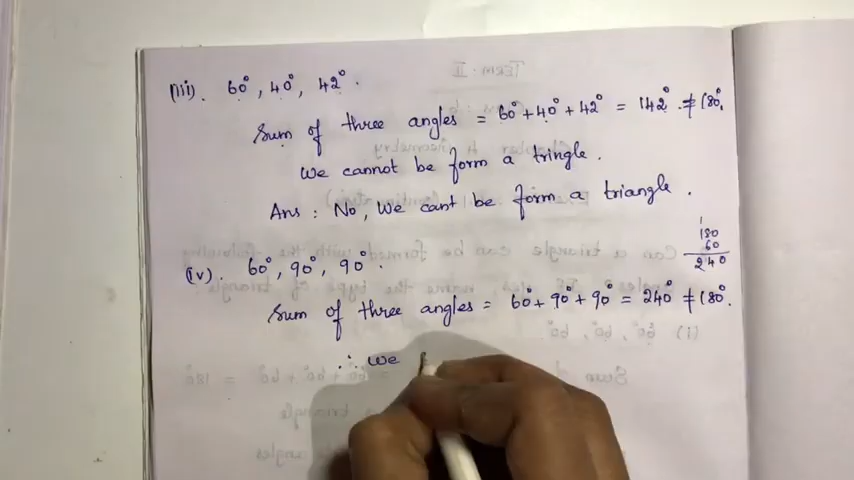 (iii). 60°, 40°, 42°.
Sum of three angles = 60° + 40° + 42° = 142° ≠ 180°.
We cannot be form a tringle.
Ans : No, We cant be form a triangle.
180
60
240
(iv). 60°, 90°, 90°.
Sum of three angles = 60° + 90° + 90° = 240° ≠ 180°.
∴ we